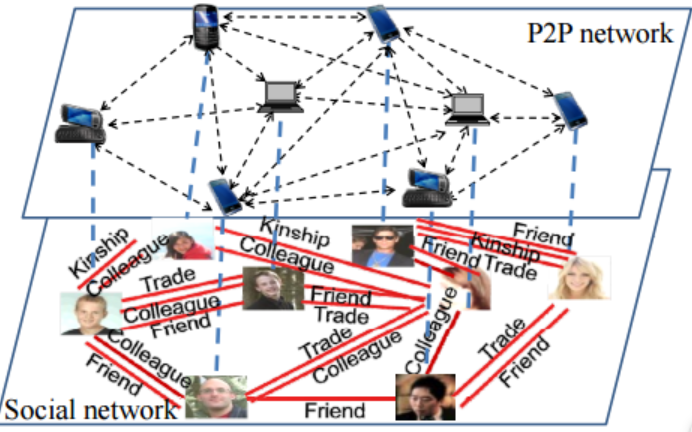 P2P network
Kinship
Colleague
Kinship
Colleague
Friend
Kinship
Friend Trade
Trade
Colleague
Friend
Friend
Trade
Colleague
Friend
Trade
Colleague
Colleague
Trade
Friend
Friend
Social network